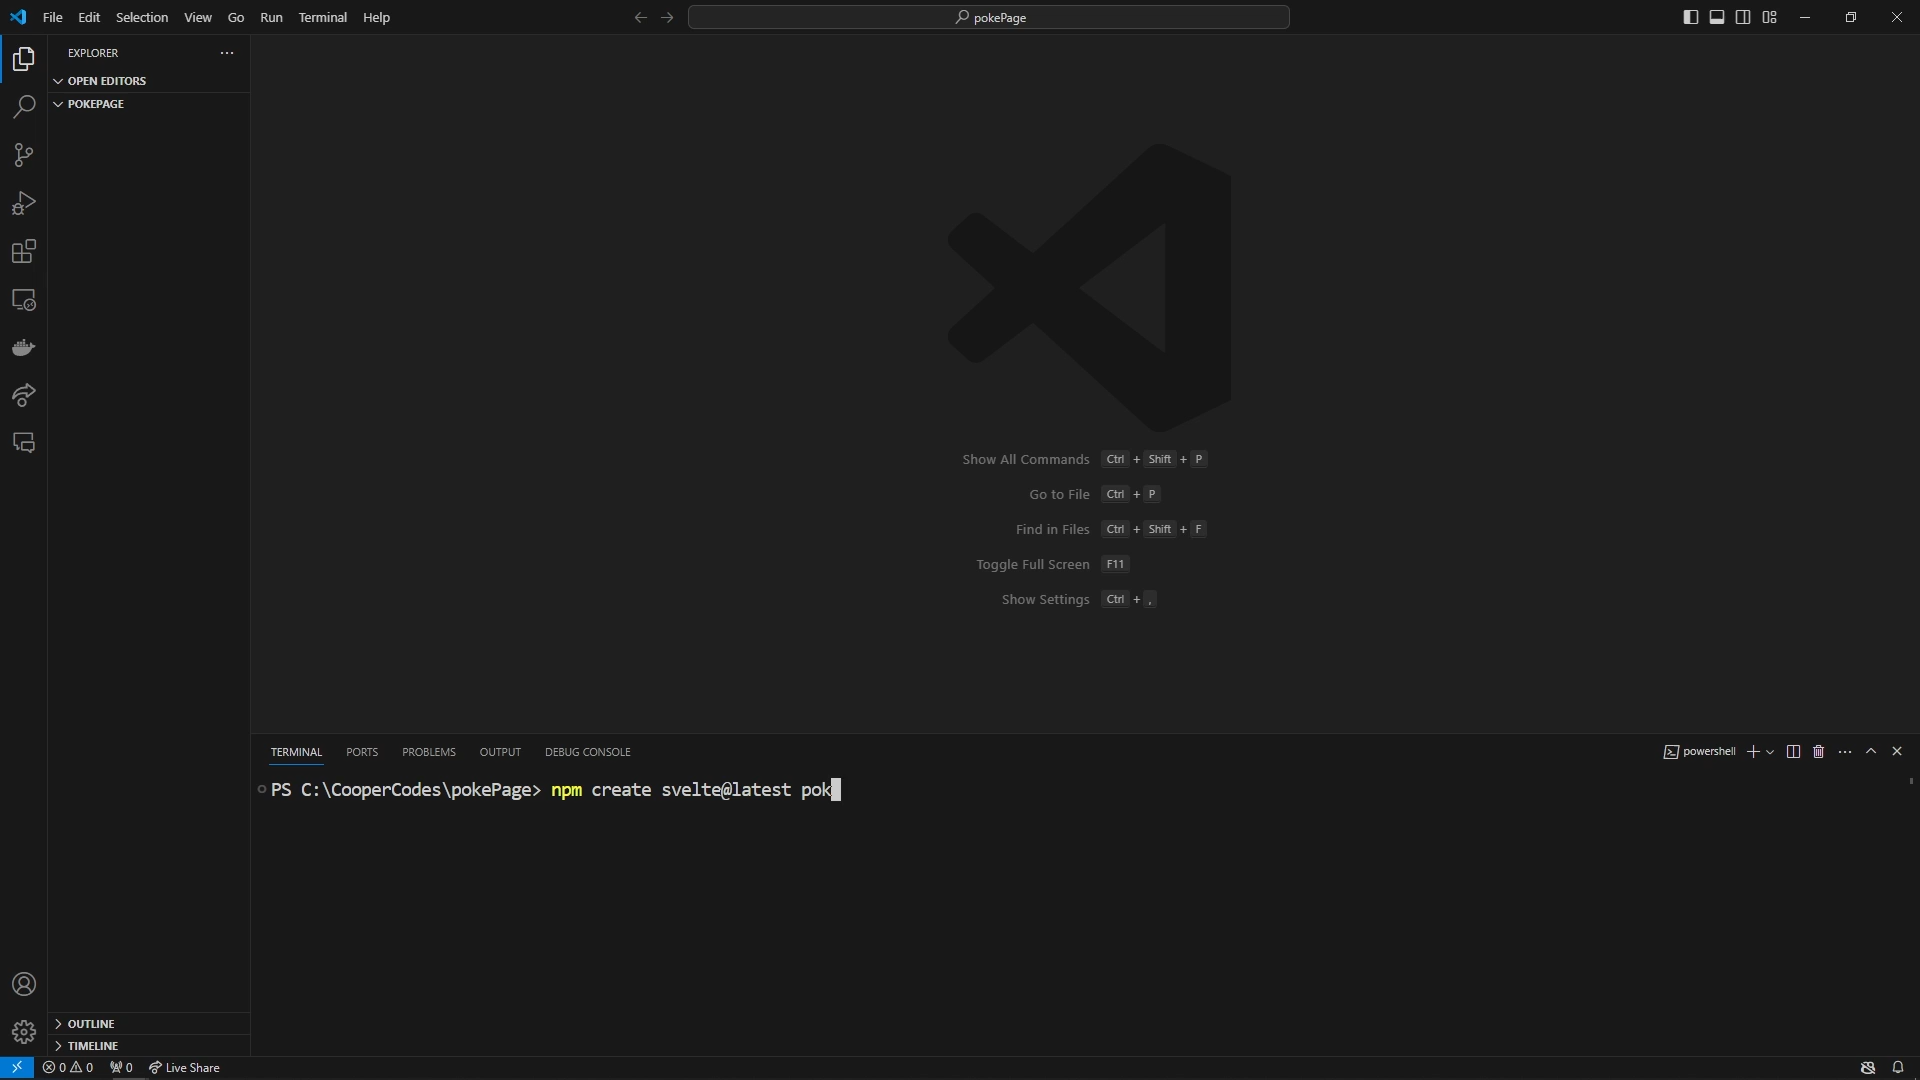 File Edit Selection View Go Run Terminal Help
pokePage
EXPLORER
OPEN EDITORS
POKEPAGE
Show All Commands Ctrl + Shift + P
Go to File Ctrl + P
Find in Files Ctrl + Shift + F
Toggle Full Screen F11
Show Settings Ctrl + ,
TERMINAL PORTS PROBLEMS OUTPUT DEBUG CONSOLE
powershell
PS C:\CooperCodes\pokePage> npm create svelte@latest pok
OUTLINE
TIMELINE
0 0 0 Live Share